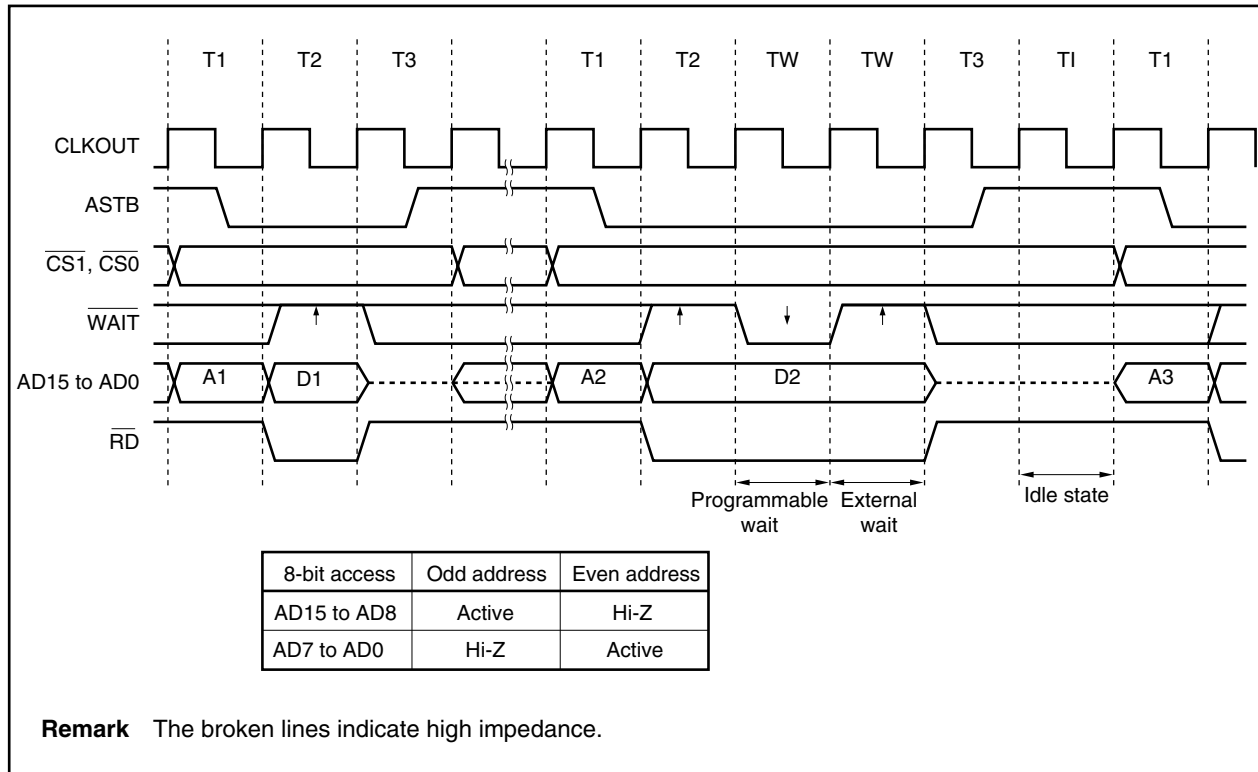 T1 T2 T3 T1 T2 TW TW T3 TI T1
CLKOUT
ASTB
CS1, CS0
WAIT
AD15 to AD0 A1 D1 A2 D2 A3
RD
Programmable wait
External wait
Idle state
8-bit access Odd address Even address
AD15 to AD8 Active Hi-Z
AD7 to AD0 Hi-Z Active
Remark The broken lines indicate high impedance.